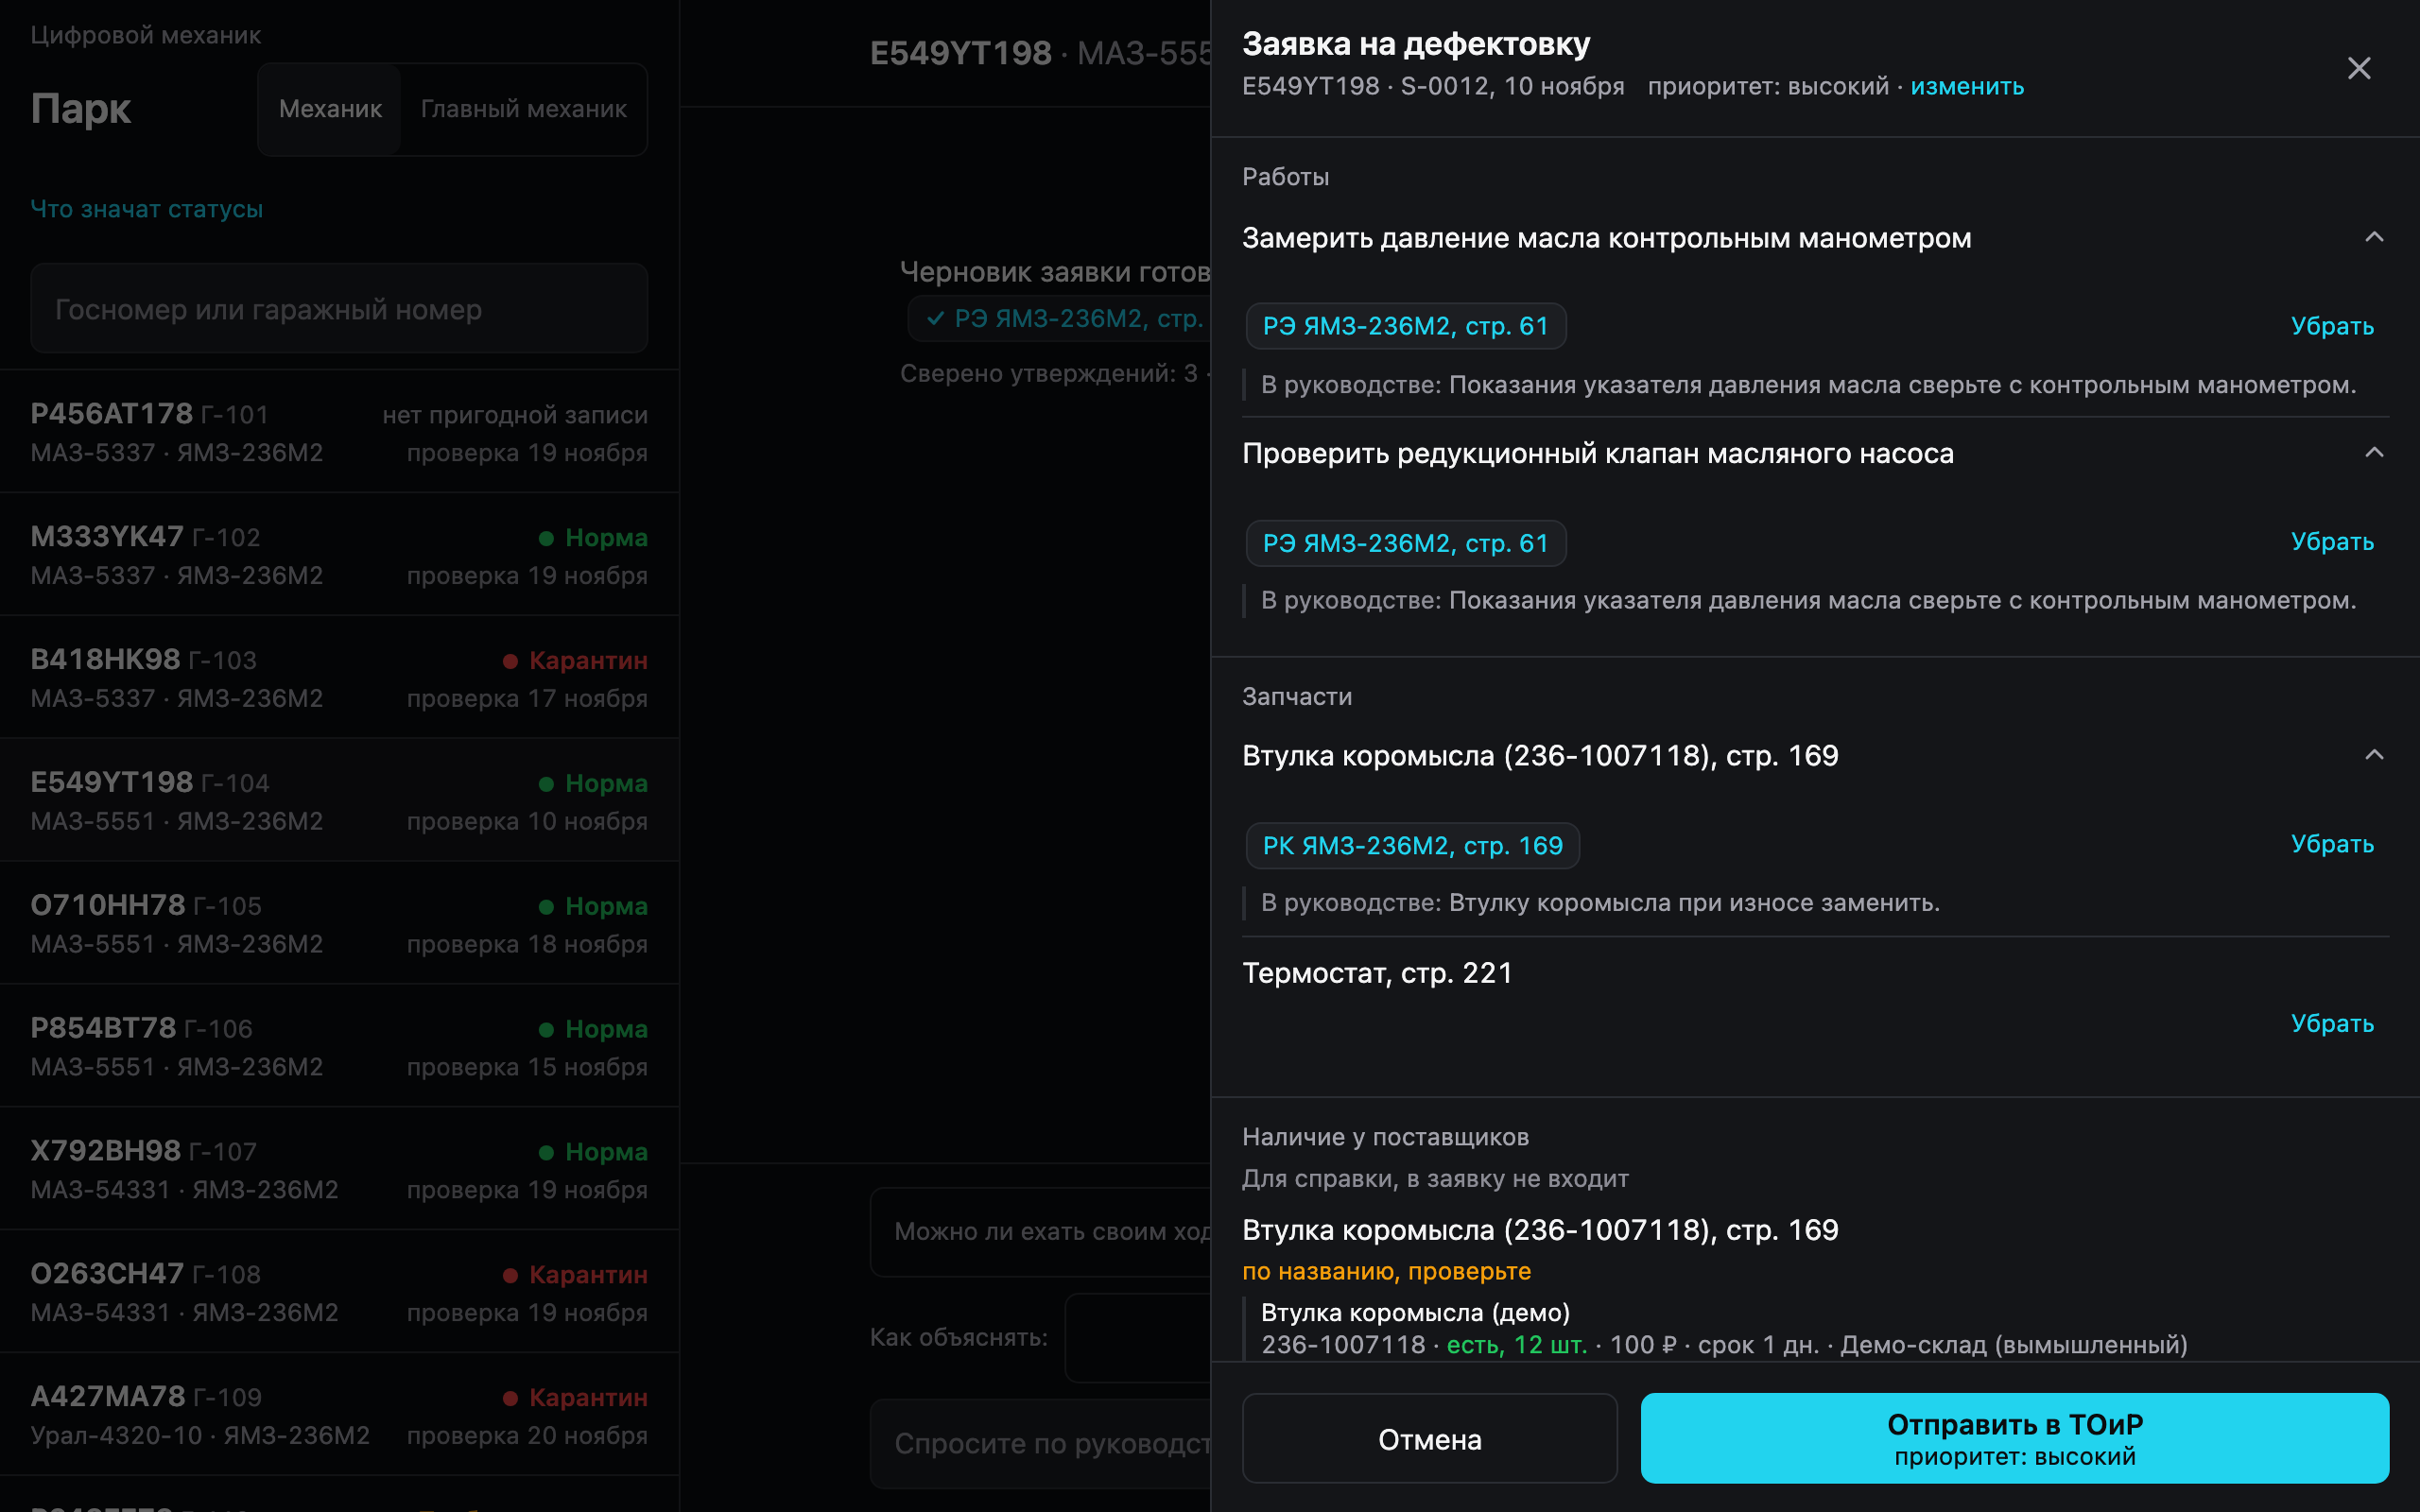 Цифровой механик
Парк
Механик
Главный механик
Что значат статусы
Госномер или гаражный номер
Р456АТ178 Г-101
нет пригодной записи
МАЗ-5337 · ЯМЗ-236М2
проверка 19 ноября
М333УК47 Г-102
Норма
МАЗ-5337 · ЯМЗ-236М2
проверка 19 ноября
В418НК98 Г-103
Карантин
МАЗ-5337 · ЯМЗ-236М2
проверка 17 ноября
Е549УТ198 Г-104
Норма
МАЗ-5551 · ЯМЗ-236М2
проверка 10 ноября
О710НН78 Г-105
Норма
МАЗ-5551 · ЯМЗ-236М2
проверка 18 ноября
Р854ВТ78 Г-106
Норма
МАЗ-5551 · ЯМЗ-236М2
проверка 15 ноября
Х792ВН98 Г-107
Норма
МАЗ-54331 · ЯМЗ-236М2
проверка 19 ноября
О263СН47 Г-108
Карантин
МАЗ-54331 · ЯМЗ-236М2
проверка 19 ноября
А427МА78 Г-109
Карантин
Урал-4320-10 · ЯМЗ-236М2
проверка 20 ноября
Е549УТ198 · МАЗ-555
Черновик заявки готов
✓ РЭ ЯМЗ-236М2, стр.
Сверено утверждений: 3 ·
Можно ли ехать своим ход
Как объяснять:
Спросите по руководст
Заявка на дефектовку
Е549УТ198 · S-0012, 10 ноября приоритет: высокий · изменить
Работы
Замерить давление масла контрольным манометром
РЭ ЯМЗ-236М2, стр. 61
Убрать
В руководстве: Показания указателя давления масла сверьте с контрольным манометром.
Проверить редукционный клапан масляного насоса
РЭ ЯМЗ-236М2, стр. 61
Убрать
В руководстве: Показания указателя давления масла сверьте с контрольным манометром.
Запчасти
Втулка коромысла (236-1007118), стр. 169
РК ЯМЗ-236М2, стр. 169
Убрать
В руководстве: Втулку коромысла при износе заменить.
Термостат, стр. 221
Убрать
Наличие у поставщиков
Для справки, в заявку не входит
Втулка коромысла (236-1007118), стр. 169
по названию, проверьте
Втулка коромысла (демо)
236-1007118 · есть, 12 шт. · 100 ₽ · срок 1 дн. · Демо-склад (вымышленный)
Отмена
Отправить в ТОиР
приоритет: высокий